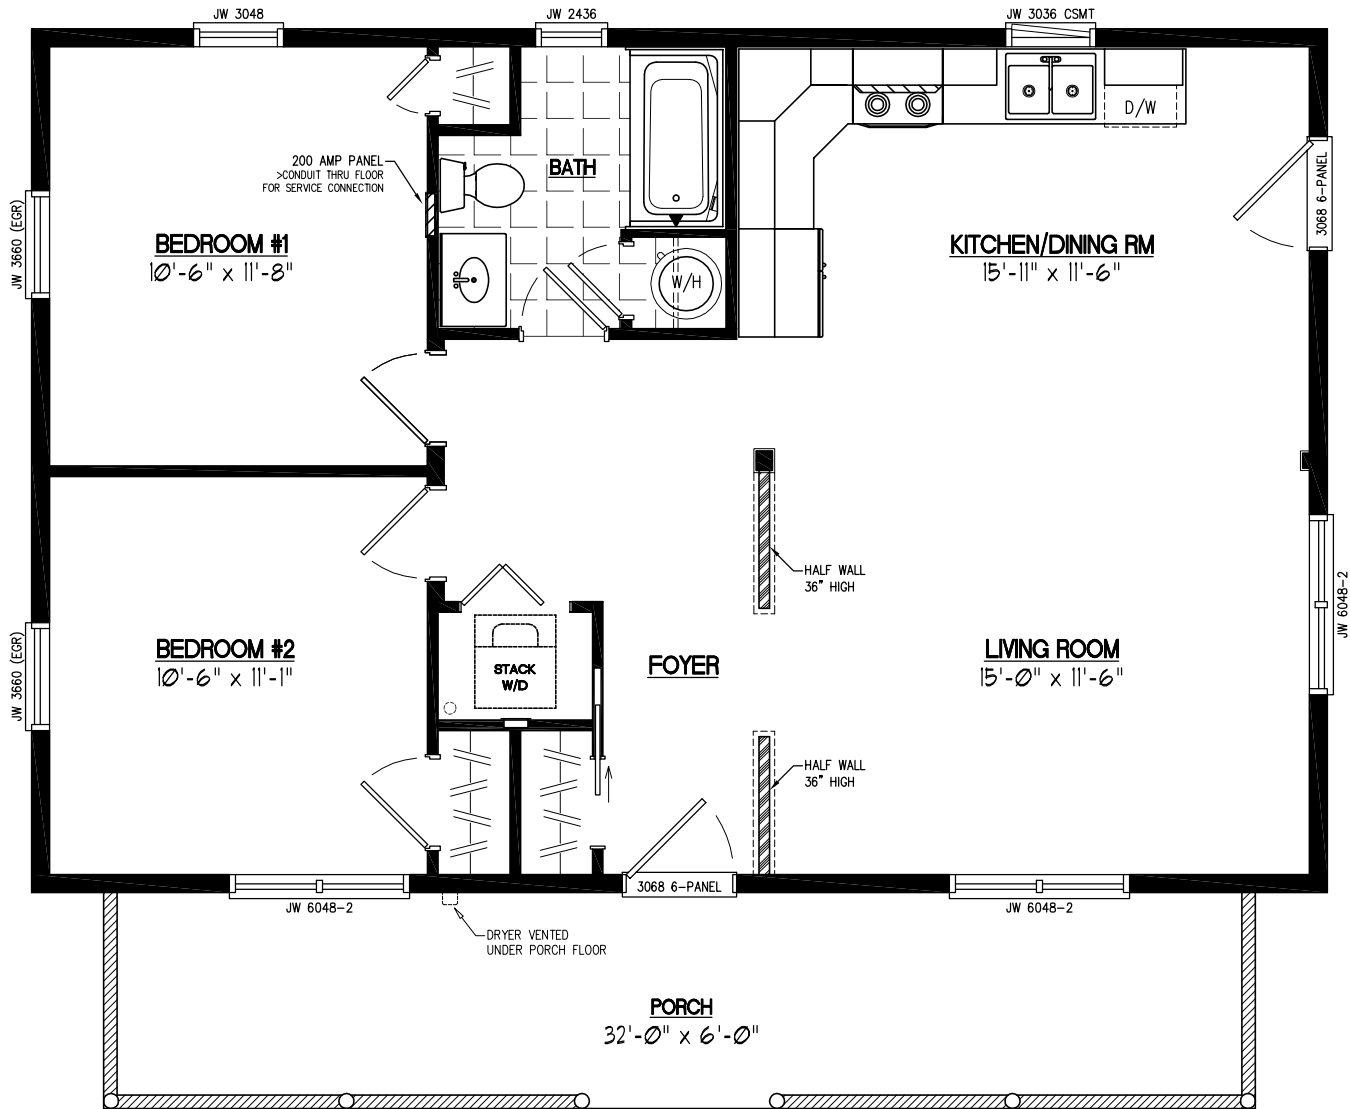 JW 3048
JW 2436
JW 3036 CSMT
D/W
200 AMP PANEL
>CONDUIT THRU FLOOR
FOR SERVICE CONNECTION
BATH
3068 6-PANEL
JW 3660 (EGR)
BEDROOM #1
10'-6" x 11'-8"
KITCHEN/DINING RM
15'-11" x 11'-6"
W/H
HALF WALL
36" HIGH
JW 6048-2
JW 3660 (EGR)
BEDROOM #2
10'-6" x 11'-1"
STACK
W/D
FOYER
LIVING ROOM
15'-0" x 11'-6"
HALF WALL
36" HIGH
3068 6-PANEL
JW 6048-2
JW 6048-2
DRYER VENTED
UNDER PORCH FLOOR
PORCH
32'-0" x 6'-0"